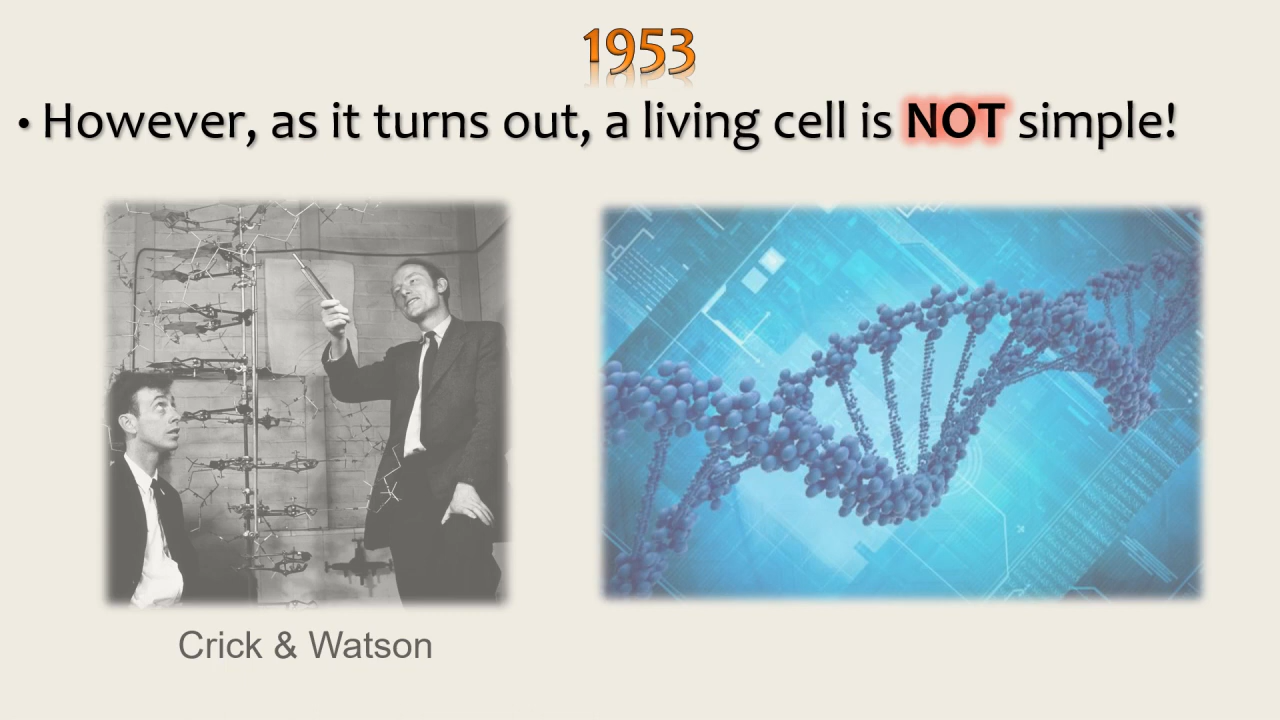 1953
• However, as it turns out, a living cell is NOT simple!
Crick & Watson